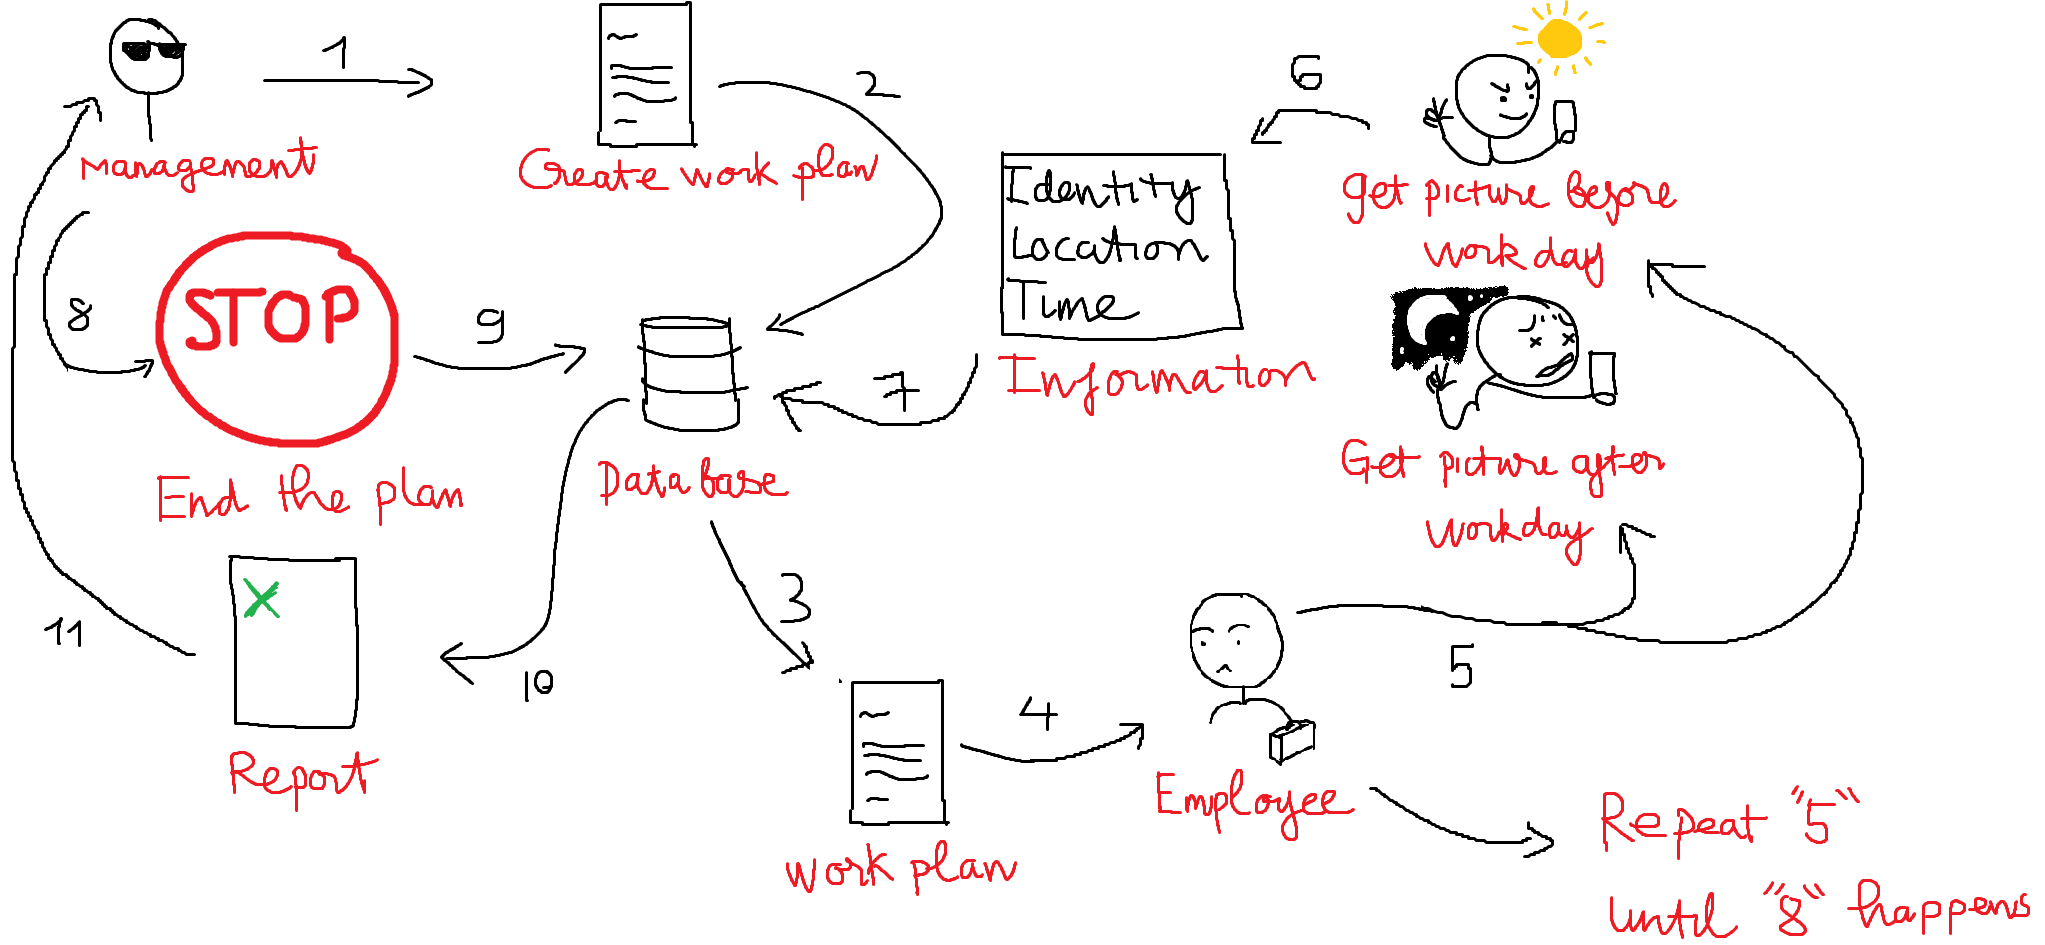 1
Management
Create work plan
2
6
Get picture before
work day
Identity
Location
Time
Information
7
8
STOP
End the plan
9
Database
Get picture after
workday
3
10
11
Report
Work plan
4
Employee
5
Repeat "5"
until "8" happens